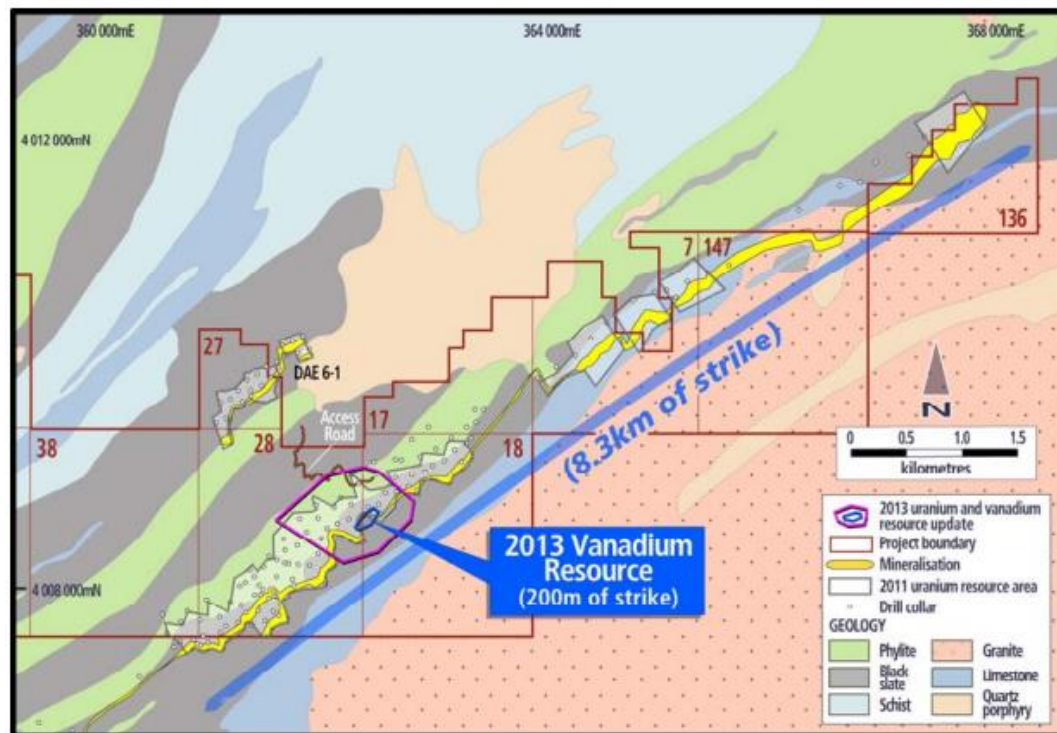 360 000mE
364 000mE
368 000mE
4 012 000mN
136
7 147
27
DAE 6-1
(8.3km of strike)
N
Access
Road
17
38
28
18
0 0.5 1.0 1.5
kilometres
2013 Vanadium
Resource
(200m of strike)
4 008 000mN
2013 uranium and vanadium
resource update
Project boundary
Mineralisation
2011 uranium resource area
Drill collar
GEOLOGY
Phylite
Granite
Black
slate
Limestone
Schist
Quartz
porphyry